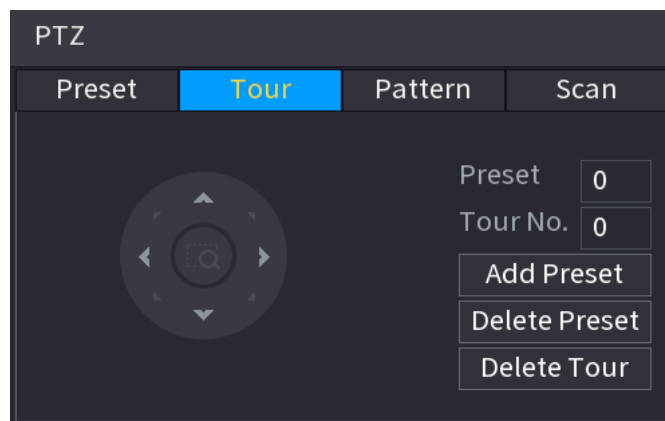 PTZ
Preset Tour Pattern Scan
Preset 0
Tour No. 0
Add Preset
Delete Preset
Delete Tour